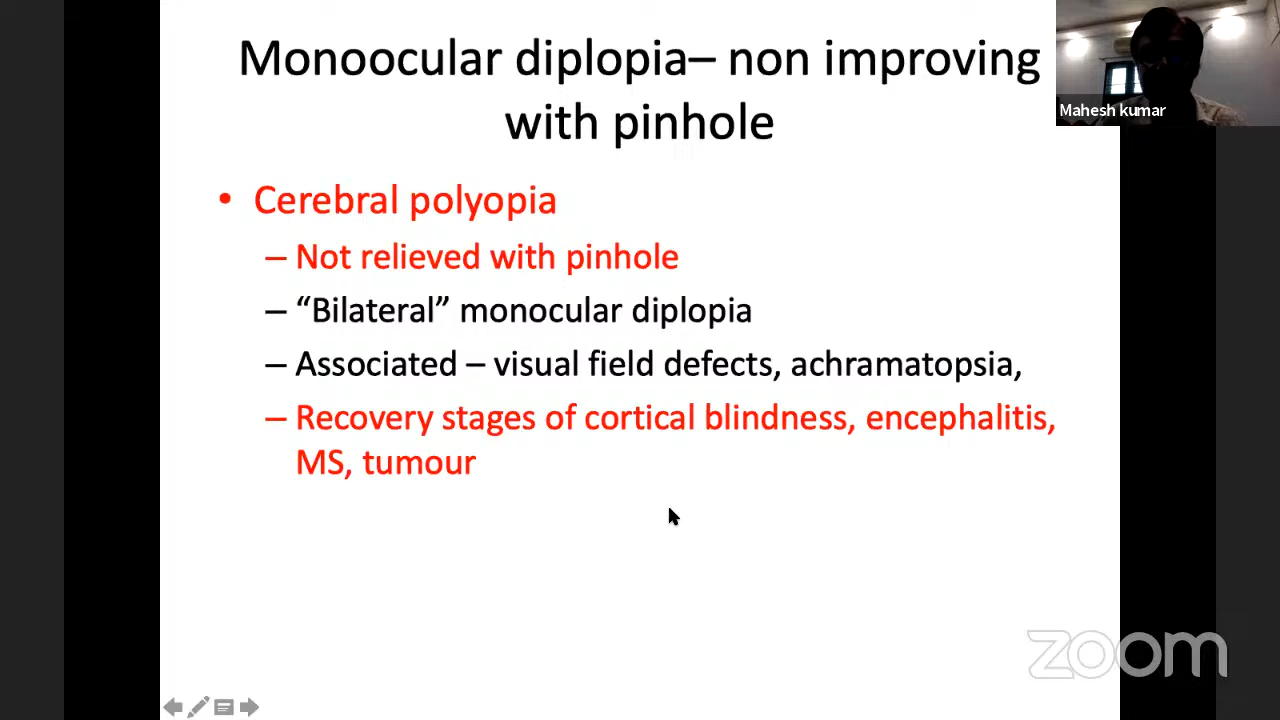 Monoocular diplopia– non improving
with pinhole
Mahesh kumar
• Cerebral polyopia
– Not relieved with pinhole
– “Bilateral” monocular diplopia
– Associated – visual field defects, achramatopsia,
– Recovery stages of cortical blindness, encephalitis,
MS, tumour
zoom